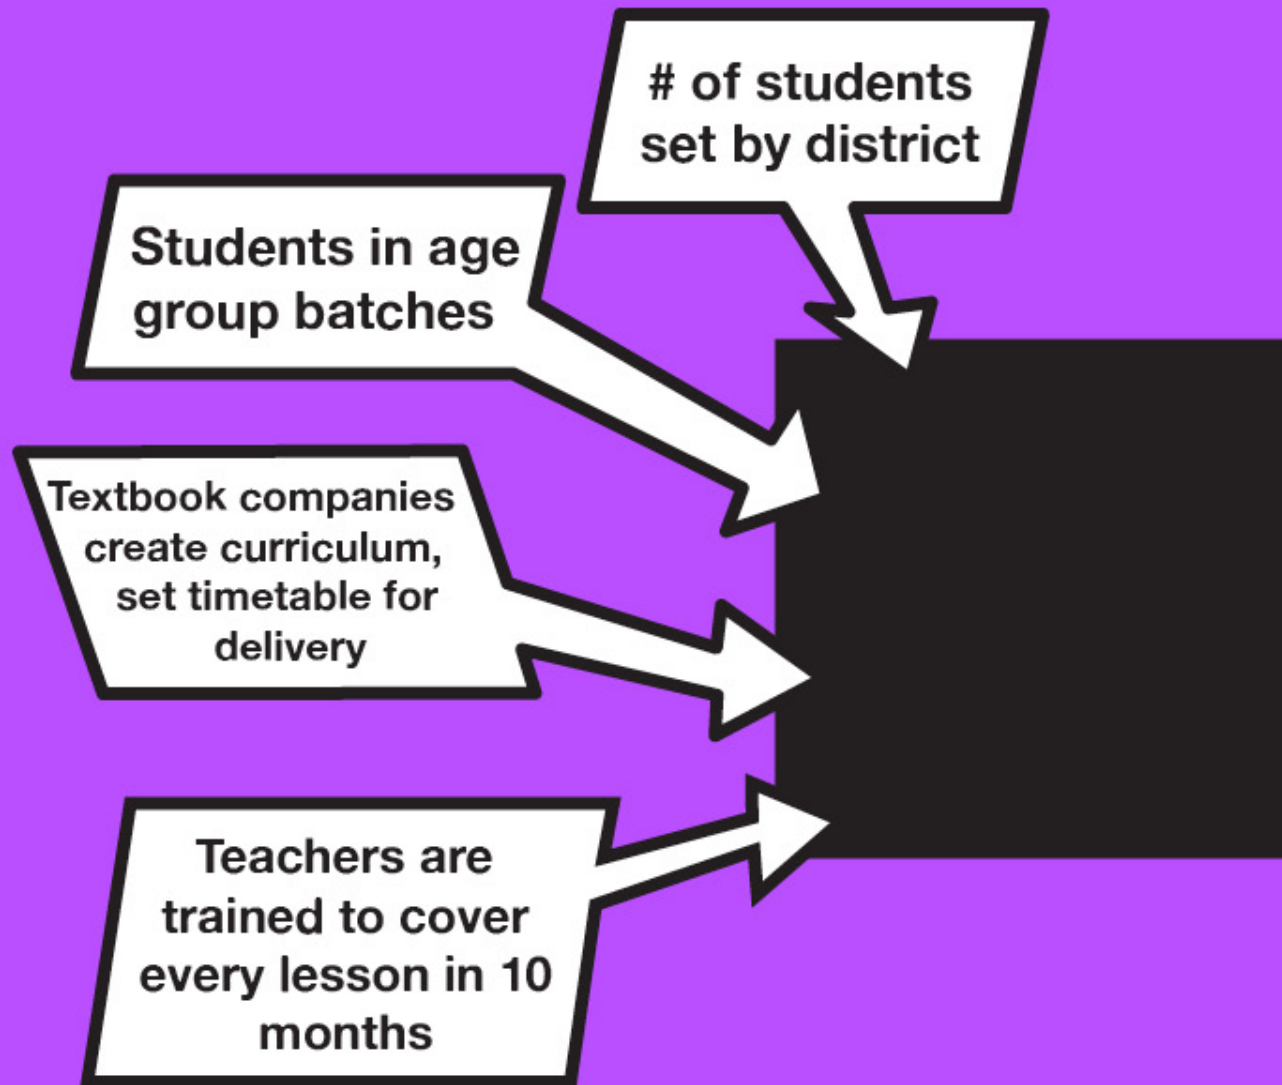 # of students
set by district
Students in age
group batches
Textbook companies
create curriculum,
set timetable for
delivery
Teachers are
trained to cover
every lesson in 10
months